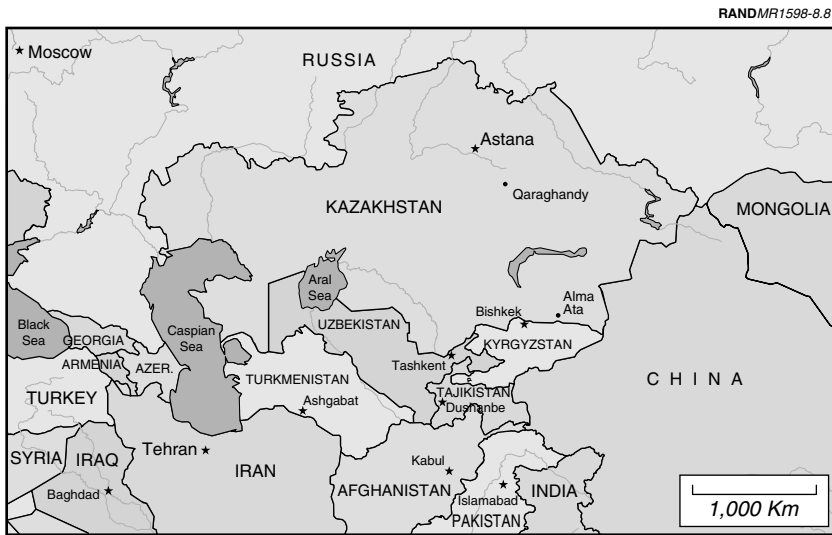 RANDMR1598-8.8
Moscow
RUSSIA
Astana
Qaraghandy
KAZAKHSTAN
MONGOLIA
Aral
Sea
Alma
Ata
Bishkek
Black
Sea
Caspian
Sea
UZBEKISTAN
GEORGIA
KYRGYZSTAN
Tashkent
ARMENIA
AZER.
CHINA
TURKMENISTAN
TAJIKISTAN
TURKEY
Ashgabat
Dushanbe
Tehran
SYRIA
IRAQ
IRAN
Kabul
Baghdad
AFGHANISTAN
Islamabad
INDIA
PAKISTAN
1,000 Km